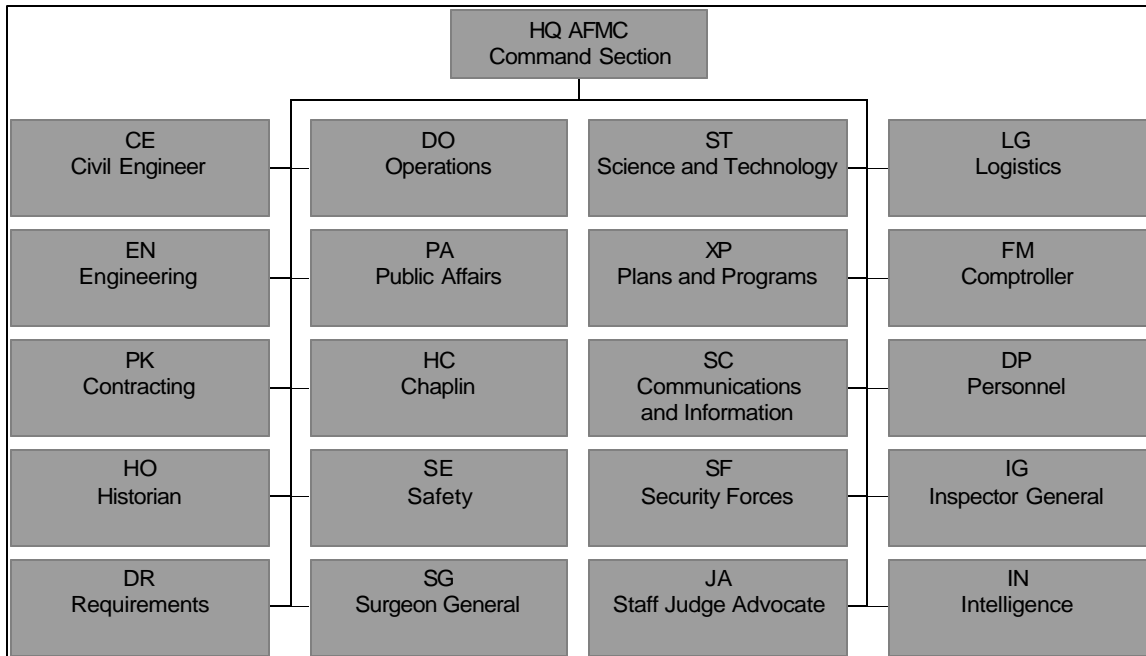 HQ AFMC
Command Section
CE
Civil Engineer
DO
Operations
ST
Science and Technology
LG
Logistics
EN
Engineering
PA
Public Affairs
XP
Plans and Programs
FM
Comptroller
PK
Contracting
HC
Chaplin
SC
Communications
and Information
DP
Personnel
HO
Historian
SE
Safety
SF
Security Forces
IG
Inspector General
DR
Requirements
SG
Surgeon General
JA
Staff Judge Advocate
IN
Intelligence